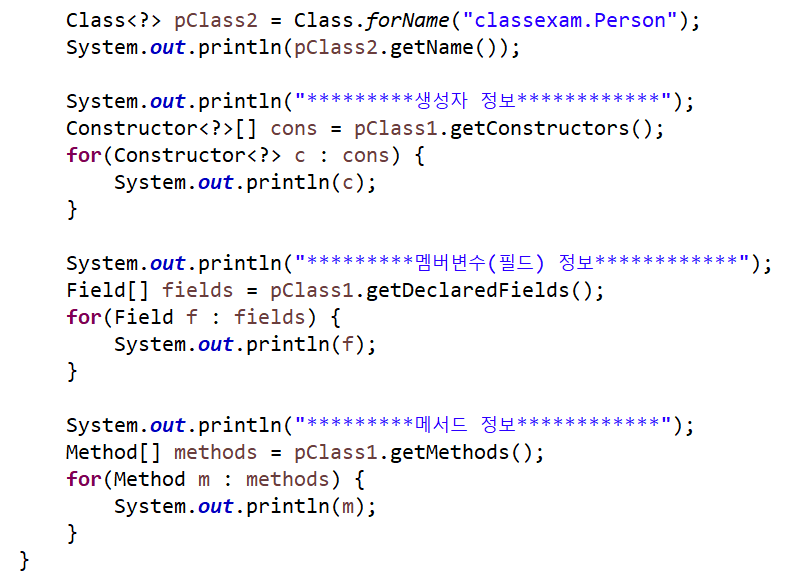 Class<?> pClass2 = Class.forName("classexam.Person");
System.out.println(pClass2.getName());
System.out.println("*********생성자 정보************");
Constructor<?>[] cons = pClass1.getConstructors();
for(Constructor<?> c : cons) {
System.out.println(c);
}
System.out.println("*********멤버변수(필드) 정보************");
Field[] fields = pClass1.getDeclaredFields();
for(Field f : fields) {
System.out.println(f);
}
System.out.println("*********메서드 정보************");
Method[] methods = pClass1.getMethods();
for(Method m : methods) {
System.out.println(m);
}
}